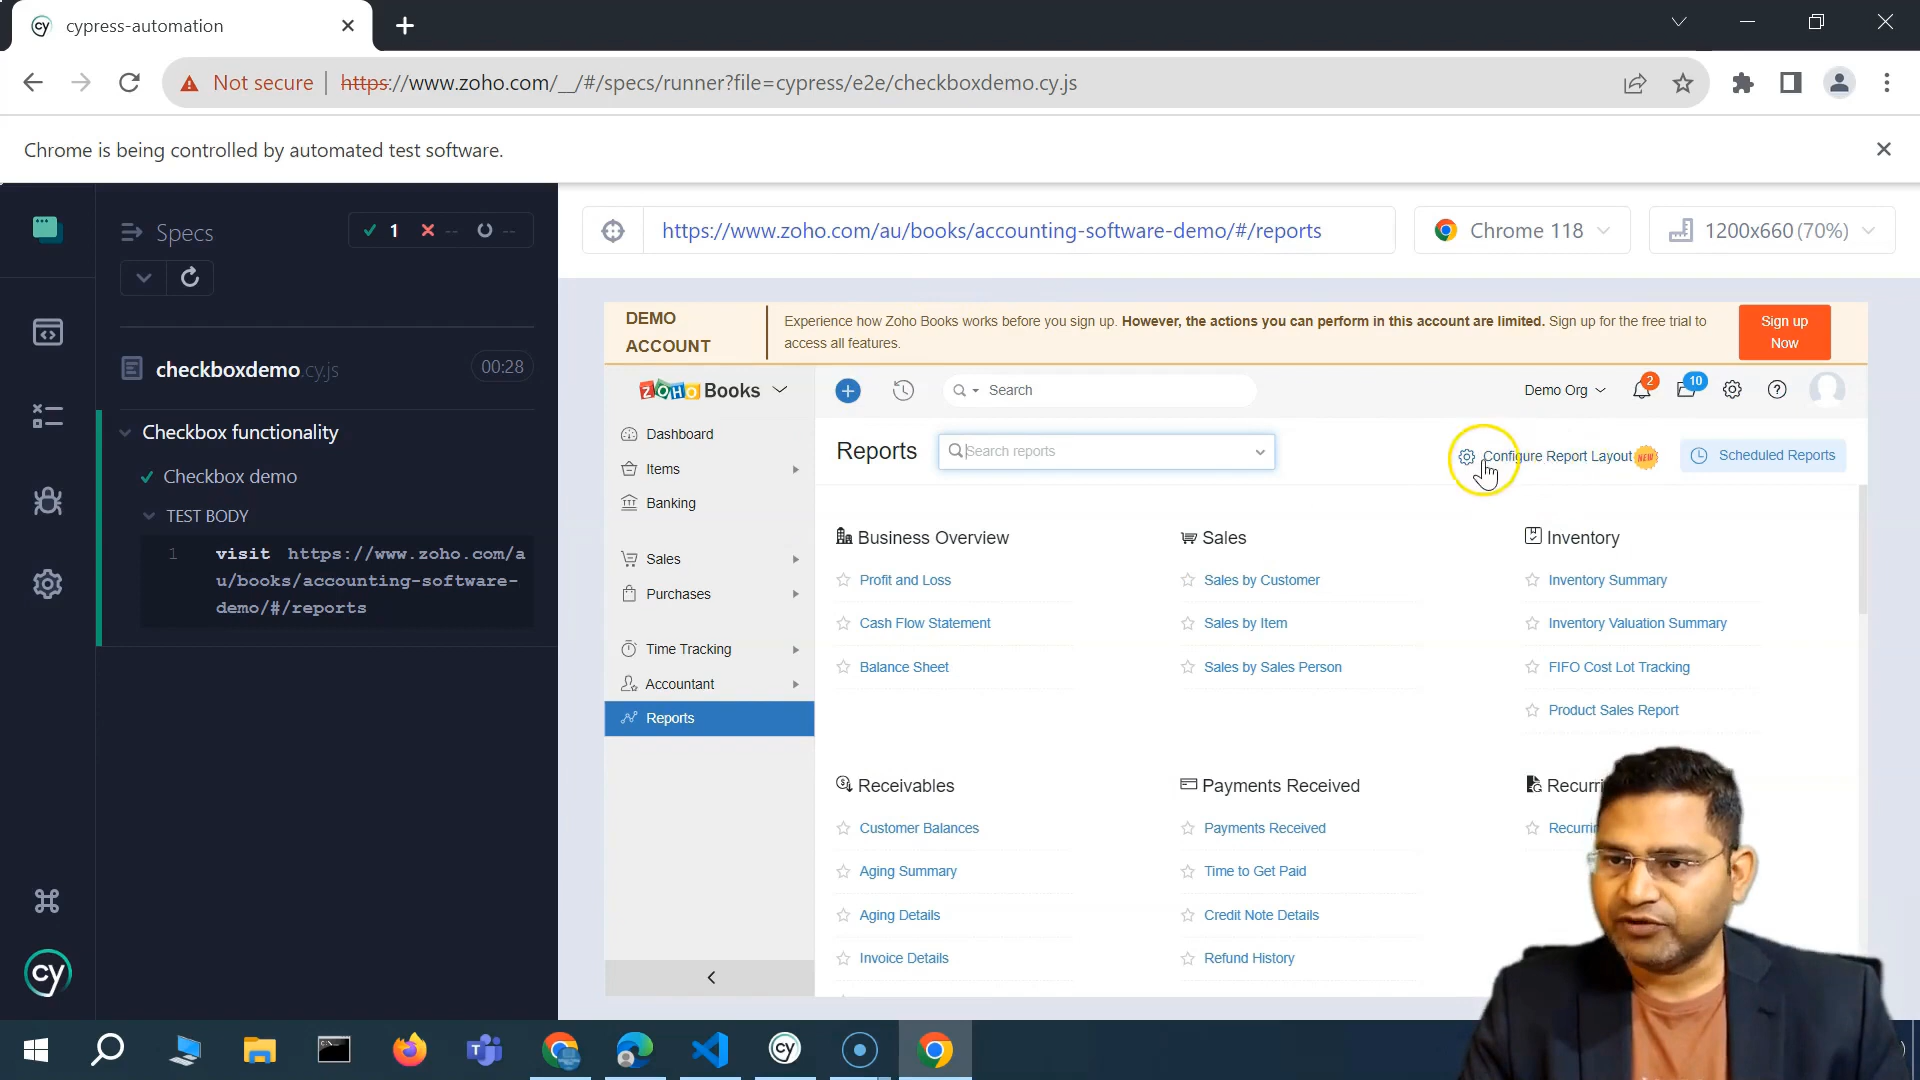 cypress-automation
Not secure https://www.zoho.com/__/#/specs/runner?file=cypress/e2e/checkboxdemo.cy.js
Chrome is being controlled by automated test software.
Specs
1
--
--
https://www.zoho.com/au/books/accounting-software-demo/#/reports
Chrome 118
1200x660 (70%)
checkboxdemo.cy.js
00:28
Checkbox functionality
Checkbox demo
TEST BODY
1 visit https://www.zoho.com/a
u/books/accounting-software-
demo/#/reports
DEMO
ACCOUNT
Experience how Zoho Books works before you sign up. However, the actions you can perform in this account are limited. Sign up for the free trial to
access all features.
Sign up
Now
ZOHO Books
Search
Demo Org
2
10
Dashboard
Items
Banking
Sales
Purchases
Time Tracking
Accountant
Reports
Reports
Search reports
Configure Report Layout
NEW
Scheduled Reports
Business Overview
Profit and Loss
Cash Flow Statement
Balance Sheet
Sales
Sales by Customer
Sales by Item
Sales by Sales Person
Inventory
Inventory Summary
Inventory Valuation Summary
FIFO Cost Lot Tracking
Product Sales Report
Receivables
Customer Balances
Aging Summary
Aging Details
Invoice Details
Payments Received
Payments Received
Time to Get Paid
Credit Note Details
Refund History
Recurri
Recurrin
cy
cy